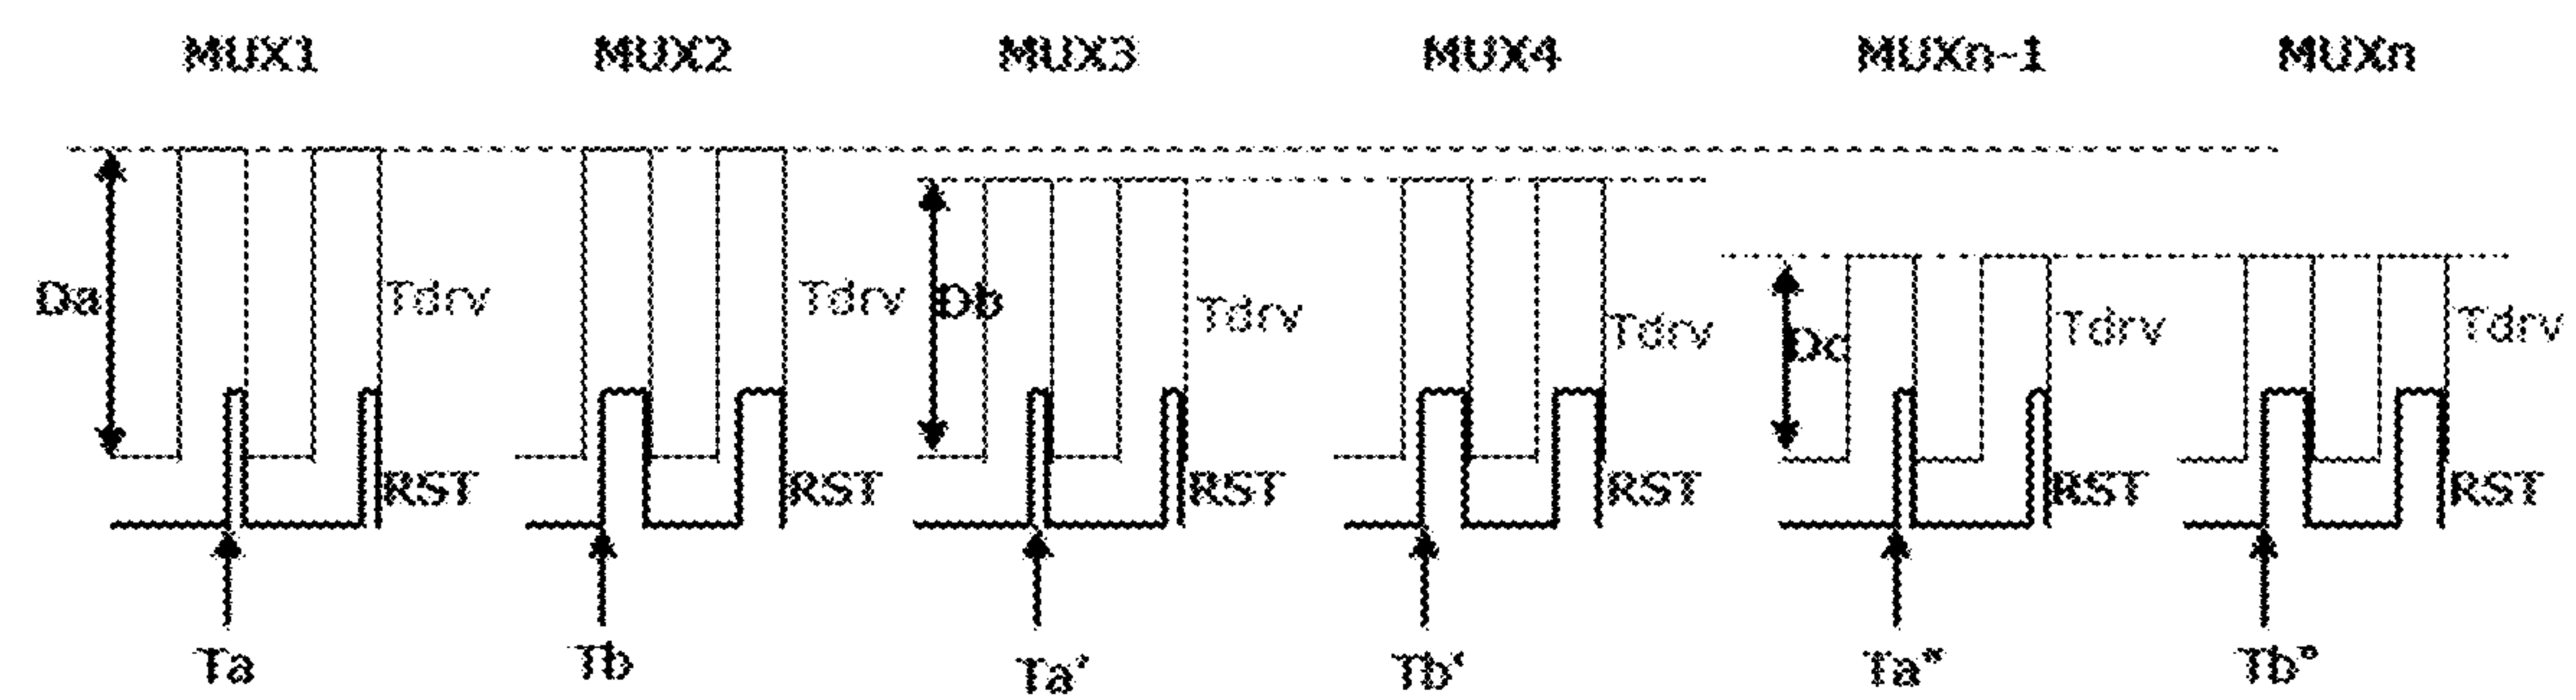 MUX1 MUX2 MUX3 MUX4 MUXn-1 MUXn
Da Tdrv Tdrv Db Tdrv Tdrv Dc Tdrv Tdrv
RST RST RST RST RST RST
Ta Tb Ta' Tb' Ta" Tb"